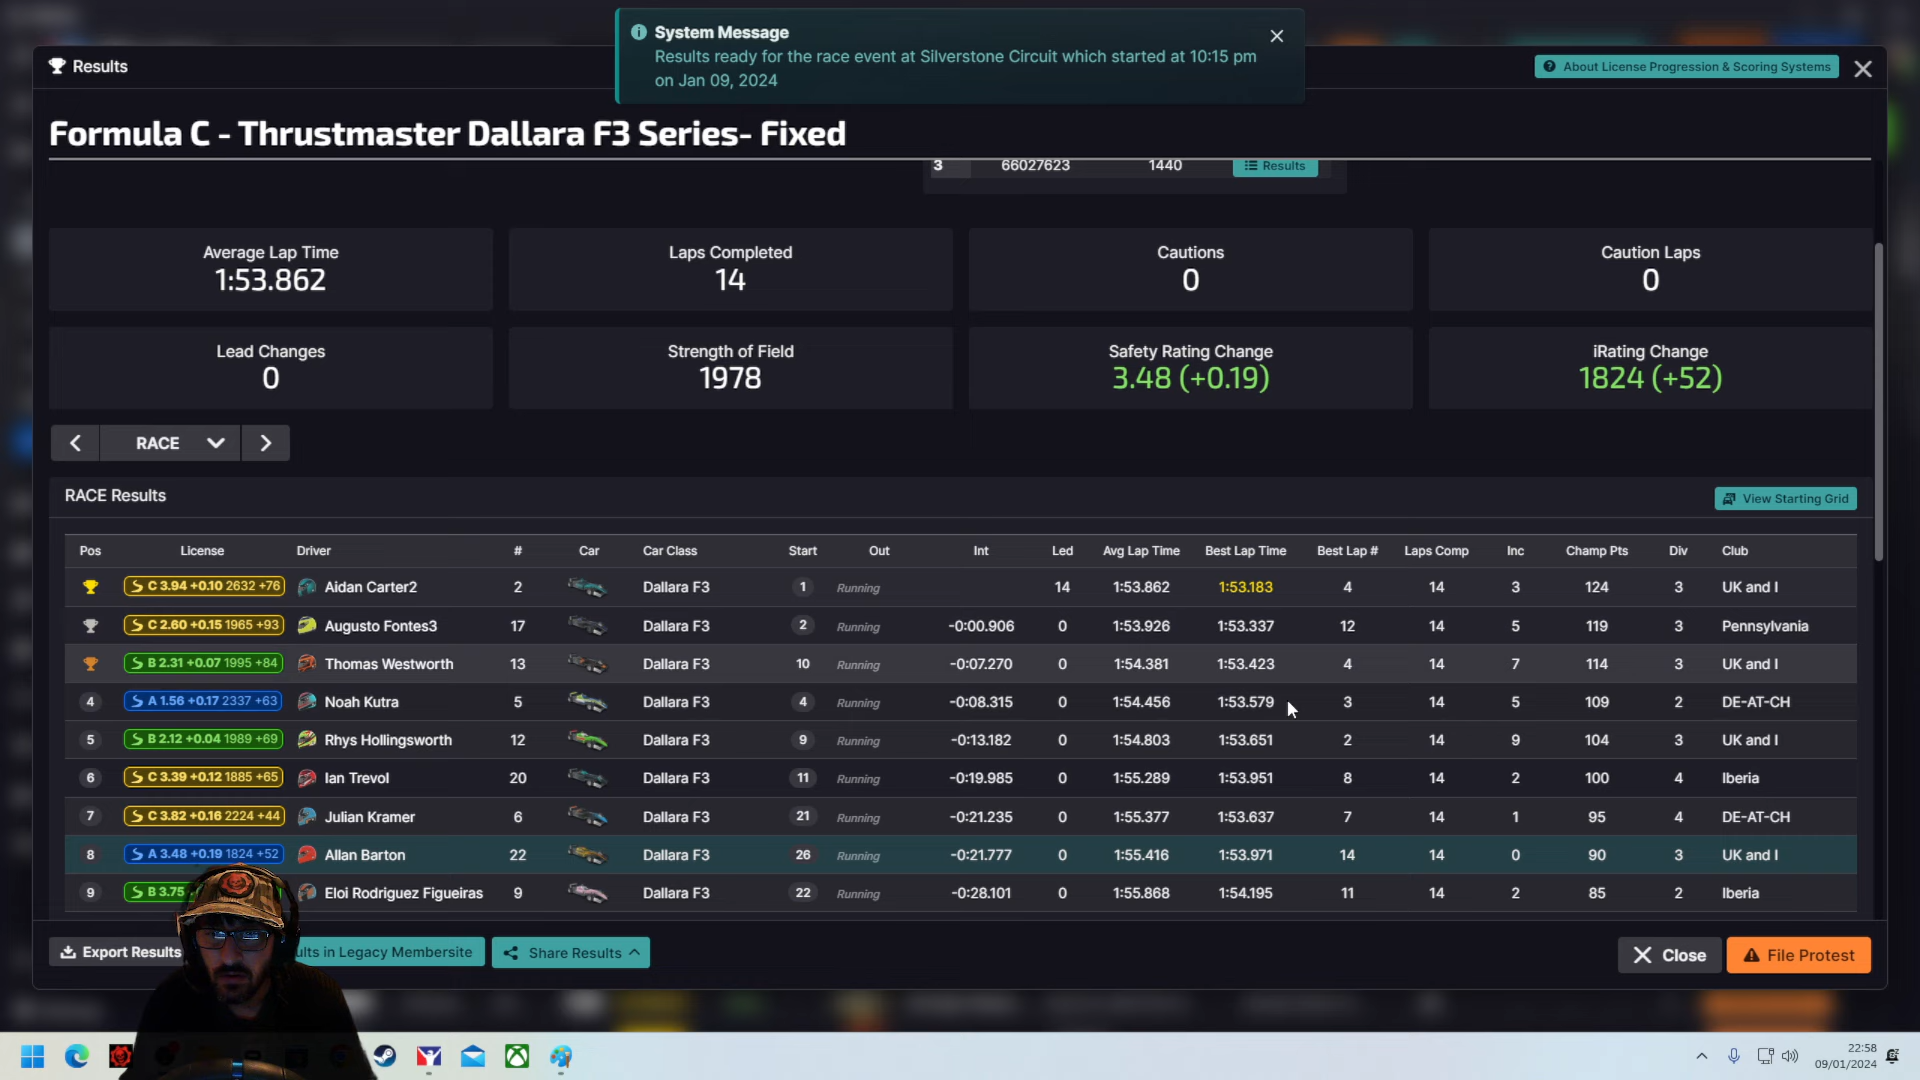 System Message
Results ready for the race event at Silverstone Circuit which started at 10:15 pm
on Jan 09, 2024
Results
About License Progression & Scoring Systems
Formula C - Thrustmaster Dallara F3 Series- Fixed
3 66027623 1440 Results
Average Lap Time
1:53.862
Laps Completed
14
Cautions
0
Caution Laps
0
Lead Changes
0
Strength of Field
1978
Safety Rating Change
3.48 (+0.19)
iRating Change
1824 (+52)
RACE
RACE Results
View Starting Grid
Pos License Driver # Car Car Class Start Out Int Led Avg Lap Time Best Lap Time Best Lap # Laps Comp Inc Champ Pts Div Club
C 3.94 +0.10 2632 +76 Aidan Carter2 2 Dallara F3 1 Running 14 1:53.862 1:53.183 4 14 3 124 3 UK and I
C 2.60 +0.15 1965 +93 Augusto Fontes3 17 Dallara F3 2 Running -0:00.906 0 1:53.926 1:53.337 12 14 5 119 3 Pennsylvania
B 2.31 +0.07 1995 +84 Thomas Westworth 13 Dallara F3 10 Running -0:07.270 0 1:54.381 1:53.423 4 14 7 114 3 UK and I
4 A 1.56 +0.17 2337 +63 Noah Kutra 5 Dallara F3 4 Running -0:08.315 0 1:54.456 1:53.579 3 14 5 109 2 DE-AT-CH
5 B 2.12 +0.04 1989 +69 Rhys Hollingsworth 12 Dallara F3 9 Running -0:13.182 0 1:54.803 1:53.651 2 14 9 104 3 UK and I
6 C 3.39 +0.12 1885 +65 Ian Trevol 20 Dallara F3 11 Running -0:19.985 0 1:55.289 1:53.951 8 14 2 100 4 Iberia
7 C 3.82 +0.16 2224 +44 Julian Kramer 6 Dallara F3 21 Running -0:21.235 0 1:55.377 1:53.637 7 14 1 95 4 DE-AT-CH
8 A 3.48 +0.19 1824 +52 Allan Barton 22 Dallara F3 26 Running -0:21.777 0 1:55.416 1:53.971 14 14 0 90 3 UK and I
9 B 3.75 Eloi Rodriguez Figueiras 9 Dallara F3 22 Running -0:28.101 0 1:55.868 1:54.195 11 14 2 85 2 Iberia
Export Results
in Legacy Membersite
Share Results
Close
File Protest
22:58
09/01/2024